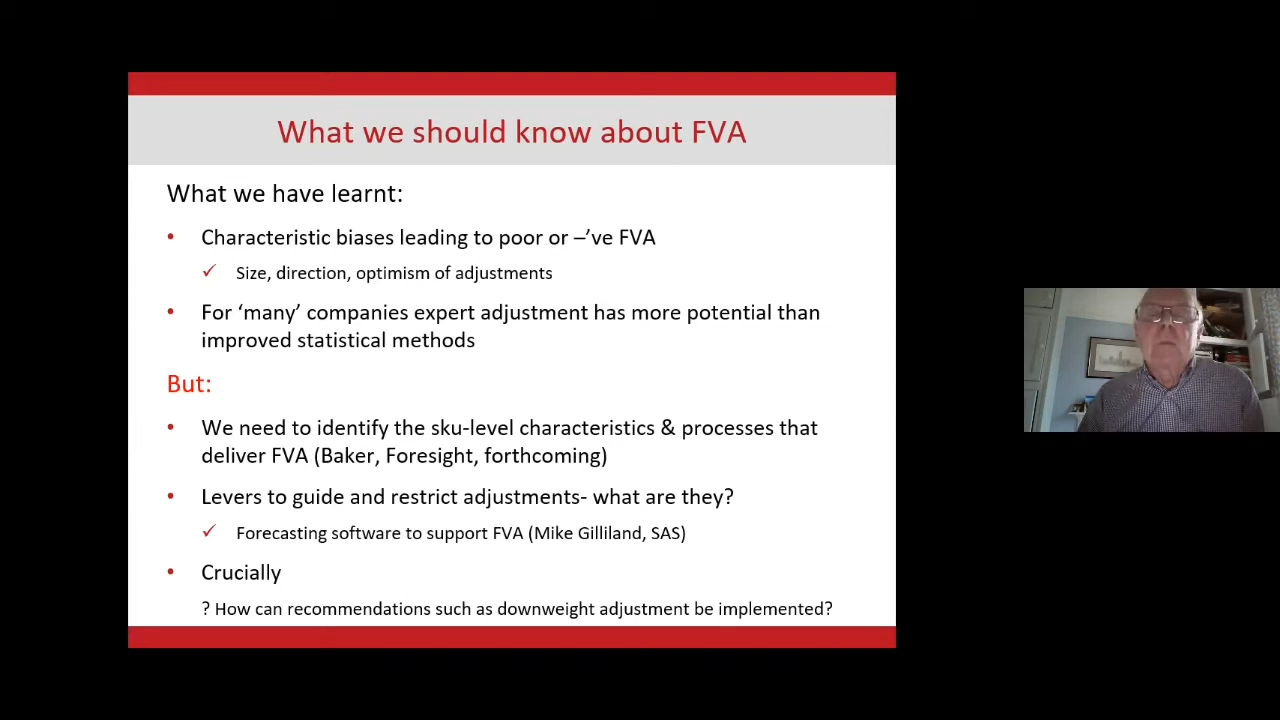 What we should know about FVA
What we have learnt:
• Characteristic biases leading to poor or –’ve FVA
✓ Size, direction, optimism of adjustments
• For ‘many’ companies expert adjustment has more potential than
improved statistical methods
But:
• We need to identify the sku-level characteristics & processes that
deliver FVA (Baker, Foresight, forthcoming)
• Levers to guide and restrict adjustments- what are they?
✓ Forecasting software to support FVA (Mike Gilliland, SAS)
• Crucially
? How can recommendations such as downweight adjustment be implemented?